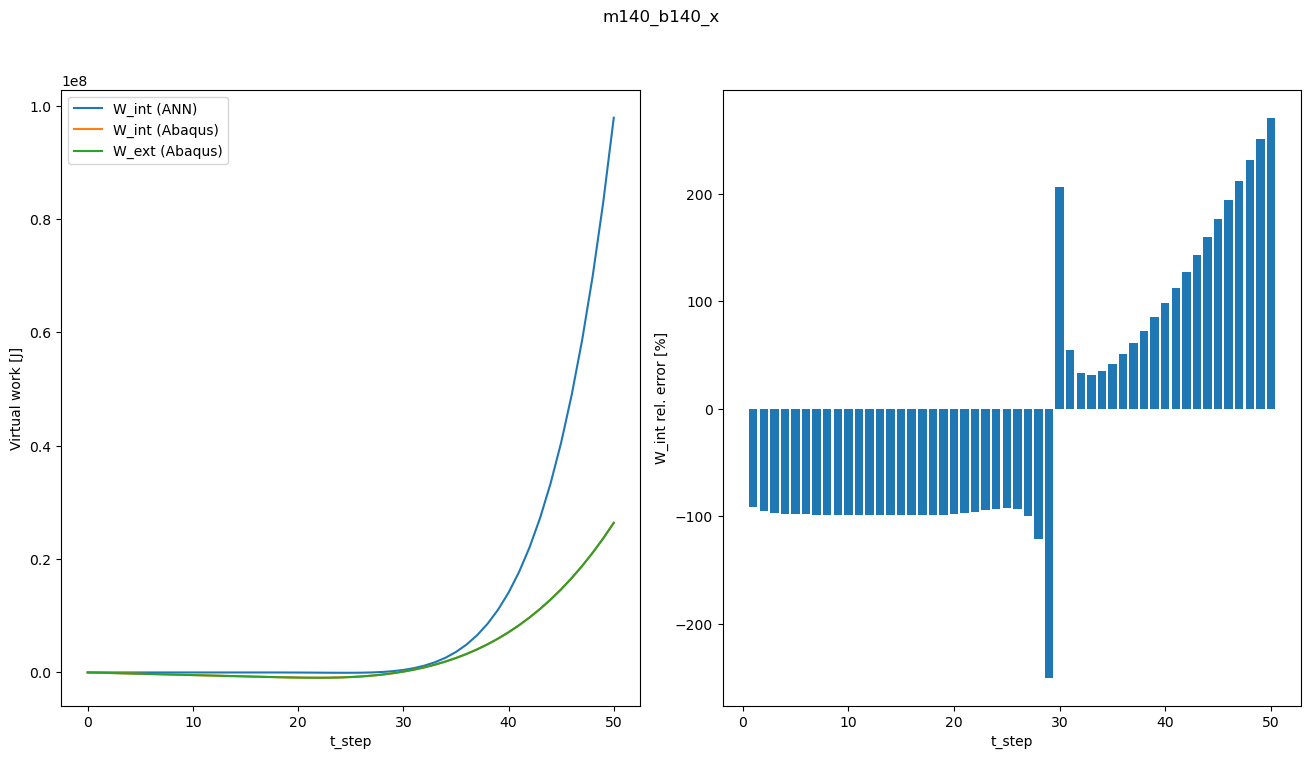 m140_b140_x
1e8
1.0
0.8
0.6
0.4
0.2
0.0
Virtual work [J]
W_int (ANN)
W_int (Abaqus)
W_ext (Abaqus)
0 10 20 30 40 50
t_step
200
100
0
−100
−200
W_int rel. error [%]
0 10 20 30 40 50
t_step